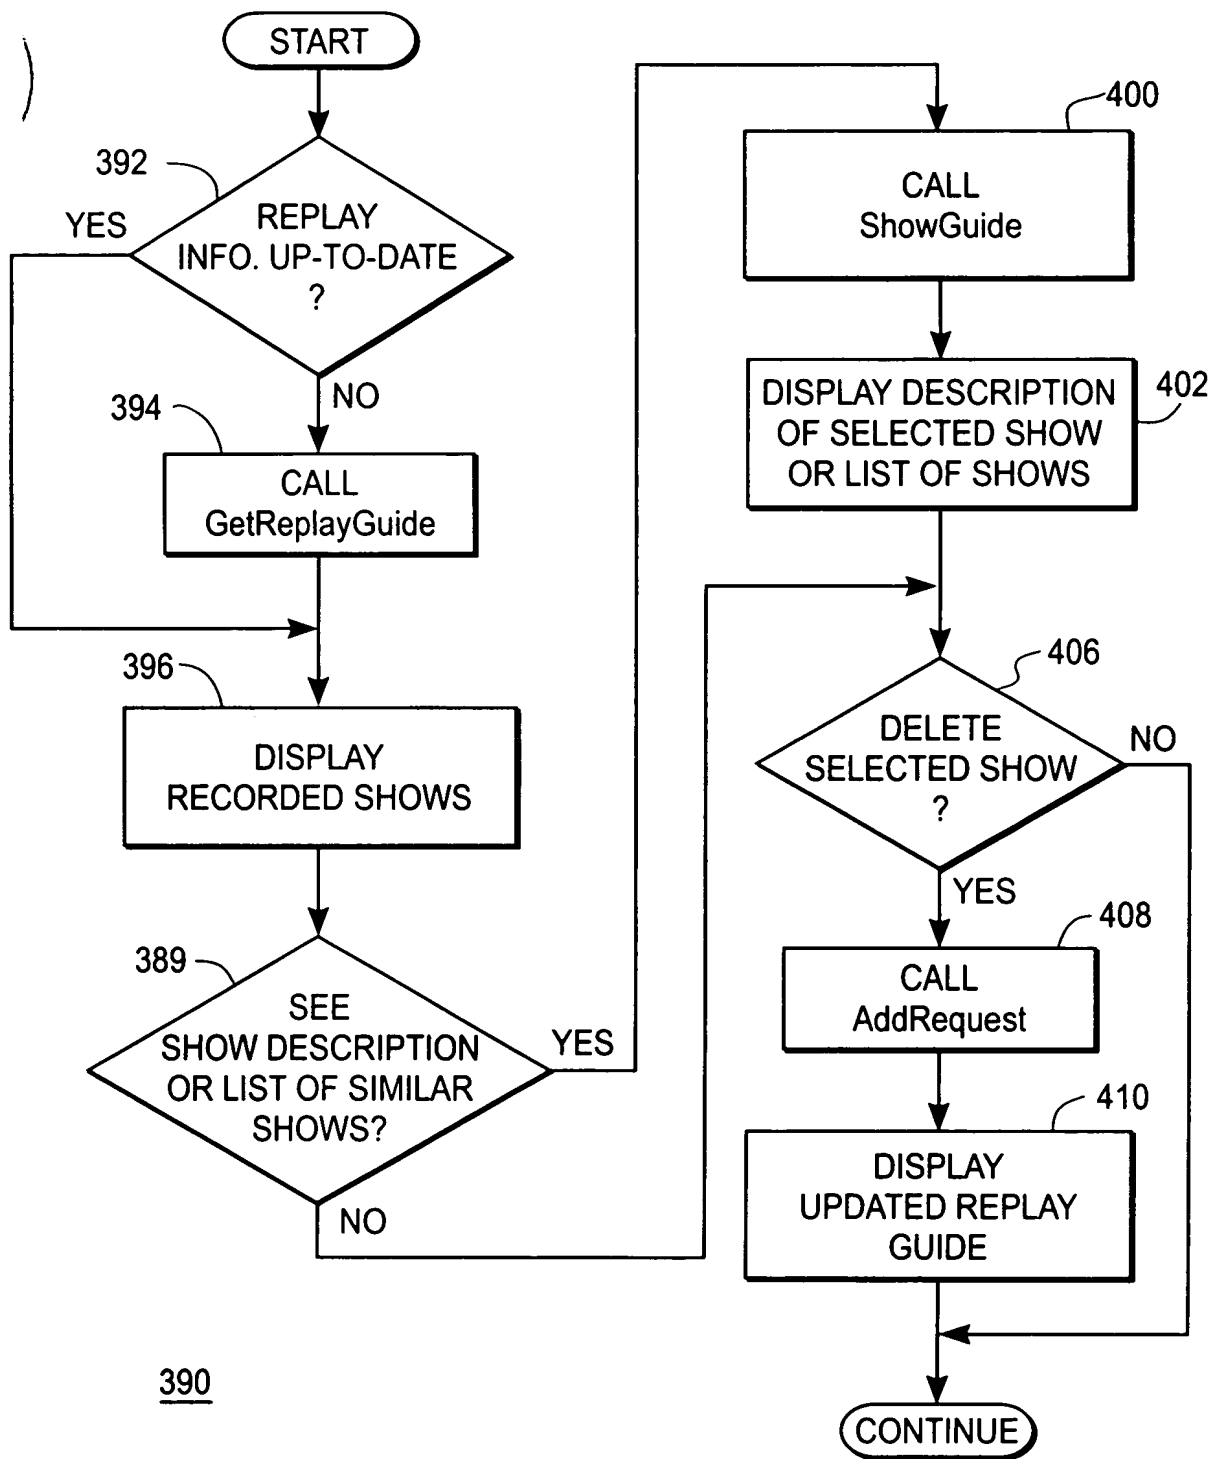 START
392
YES
REPLAY
INFO. UP-TO-DATE
?
NO
394
CALL
GetReplayGuide
396
DISPLAY
RECORDED SHOWS
389
SEE
SHOW DESCRIPTION
OR LIST OF SIMILAR
SHOWS?
YES
NO
400
CALL
ShowGuide
402
DISPLAY DESCRIPTION
OF SELECTED SHOW
OR LIST OF SHOWS
406
DELETE
SELECTED SHOW
?
NO
YES
408
CALL
AddRequest
410
DISPLAY
UPDATED REPLAY
GUIDE
CONTINUE
390